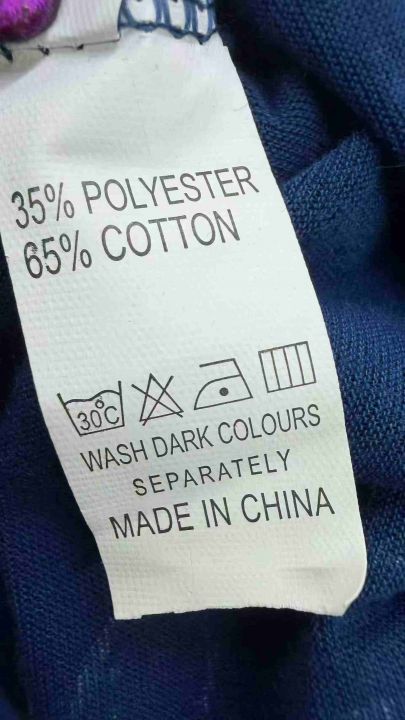 35% POLYESTER
65% COTTON
30°C
WASH DARK COLOURS
SEPARATELY
MADE IN CHINA